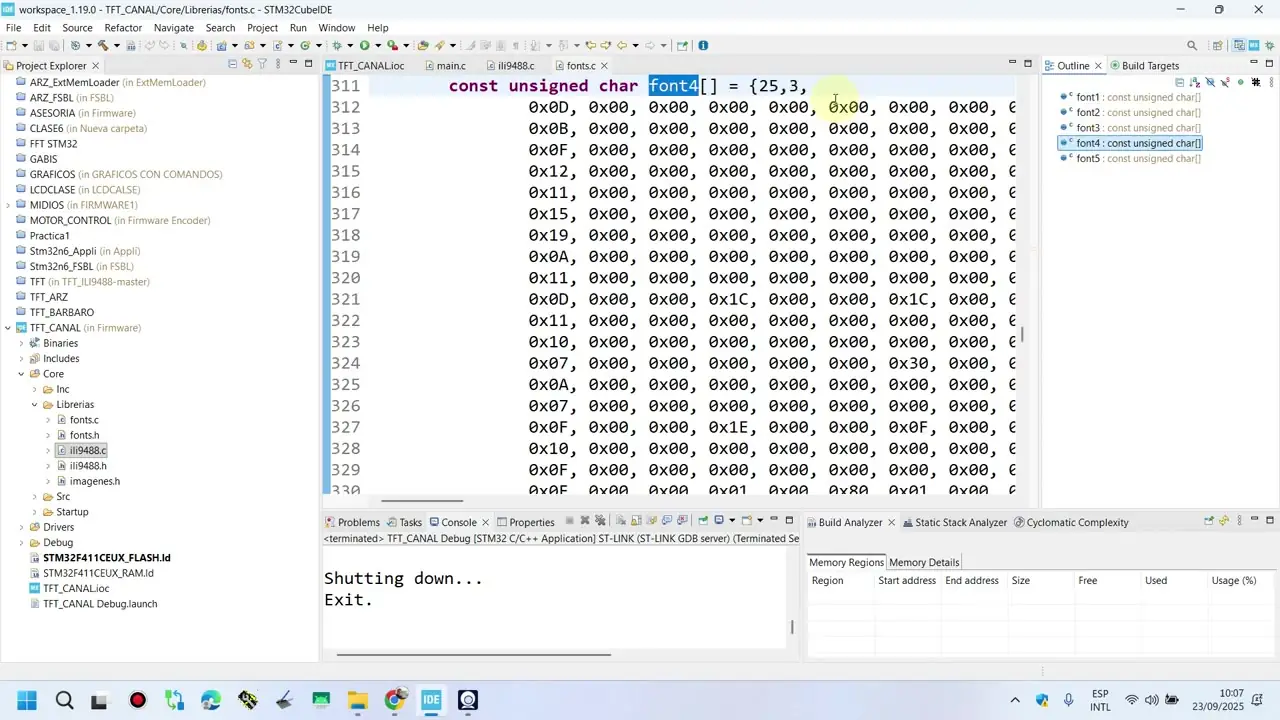 workspace_1.19.0 - TFT_CANAL/Core/Librerias/fonts.c - STM32CubeIDE
File Edit Source Refactor Navigate Search Project Run Window Help
Project Explorer
ARZ_ExtMemLoader (in ExtMemLoader)
ARZ_FSBL (in FSBL)
ASESORIA (in Firmware)
CLASE6 (in Nueva carpeta)
FFT STM32
GABIS
GRAFICOS (in GRAFICOS CON COMANDOS)
LCDCLASE (in LCDCALSE)
MIDIOS (in FIRMWARE1)
MOTOR_CONTROL (in Firmware Encoder)
Practica1
Stm32n6_Appli (in Appli)
Stm32n6_FSBL (in FSBL)
TFT (in TFT_ILI9488-master)
TFT_ARZ
TFT_BARBARO
TFT_CANAL (in Firmware)
Binaries
Includes
Core
Inc
Librerias
fonts.c
fonts.h
ili9488.c
ili9488.h
imagenes.h
Src
Startup
Drivers
Debug
STM32F411CEUX_FLASH.ld
STM32F411CEUX_RAM.ld
TFT_CANAL.ioc
TFT_CANAL Debug.launch
TFT_CANAL.ioc main.c ili9488.c fonts.c
311 const unsigned char font4[] = {25,3,
312 0x0D, 0x00, 0x00, 0x00, 0x00, 0x00, 0x00, 0x00,
313 0x0B, 0x00, 0x00, 0x00, 0x00, 0x00, 0x00, 0x00,
314 0x0F, 0x00, 0x00, 0x00, 0x00, 0x00, 0x00, 0x00,
315 0x12, 0x00, 0x00, 0x00, 0x00, 0x00, 0x00, 0x00,
316 0x11, 0x00, 0x00, 0x00, 0x00, 0x00, 0x00, 0x00,
317 0x15, 0x00, 0x00, 0x00, 0x00, 0x00, 0x00, 0x00,
318 0x19, 0x00, 0x00, 0x00, 0x00, 0x00, 0x00, 0x00,
319 0x0A, 0x00, 0x00, 0x00, 0x00, 0x00, 0x00, 0x00,
320 0x11, 0x00, 0x00, 0x00, 0x00, 0x00, 0x00, 0x00,
321 0x0D, 0x00, 0x00, 0x1C, 0x00, 0x00, 0x1C, 0x00,
322 0x11, 0x00, 0x00, 0x00, 0x00, 0x00, 0x00, 0x00,
323 0x10, 0x00, 0x00, 0x00, 0x00, 0x00, 0x00, 0x00,
324 0x07, 0x00, 0x00, 0x00, 0x00, 0x00, 0x30, 0x00,
325 0x0A, 0x00, 0x00, 0x00, 0x00, 0x00, 0x00, 0x00,
326 0x07, 0x00, 0x00, 0x00, 0x00, 0x00, 0x00, 0x00,
327 0x0F, 0x00, 0x00, 0x1E, 0x00, 0x00, 0x0F, 0x00,
328 0x10, 0x00, 0x00, 0x00, 0x00, 0x00, 0x00, 0x00,
329 0x0F, 0x00, 0x00, 0x00, 0x00, 0x00, 0x00, 0x00,
330 0x00, 0x00, 0x01, 0x80, 0x01, 0x00, 0x00,
Outline Build Targets
font1 : const unsigned char[]
font2 : const unsigned char[]
font3 : const unsigned char[]
font4 : const unsigned char[]
font5 : const unsigned char[]
Problems Tasks Console Properties
<terminated> TFT_CANAL Debug [STM32 C/C++ Application] ST-LINK (ST-LINK GDB server) (Terminated Se
Shutting down...
Exit.
Build Analyzer Static Stack Analyzer Cyclomatic Complexity
Memory Regions Memory Details
Region Start address End address Size Free Used Usage (%)
IDE
ESP
INTL
10:07
23/09/2025